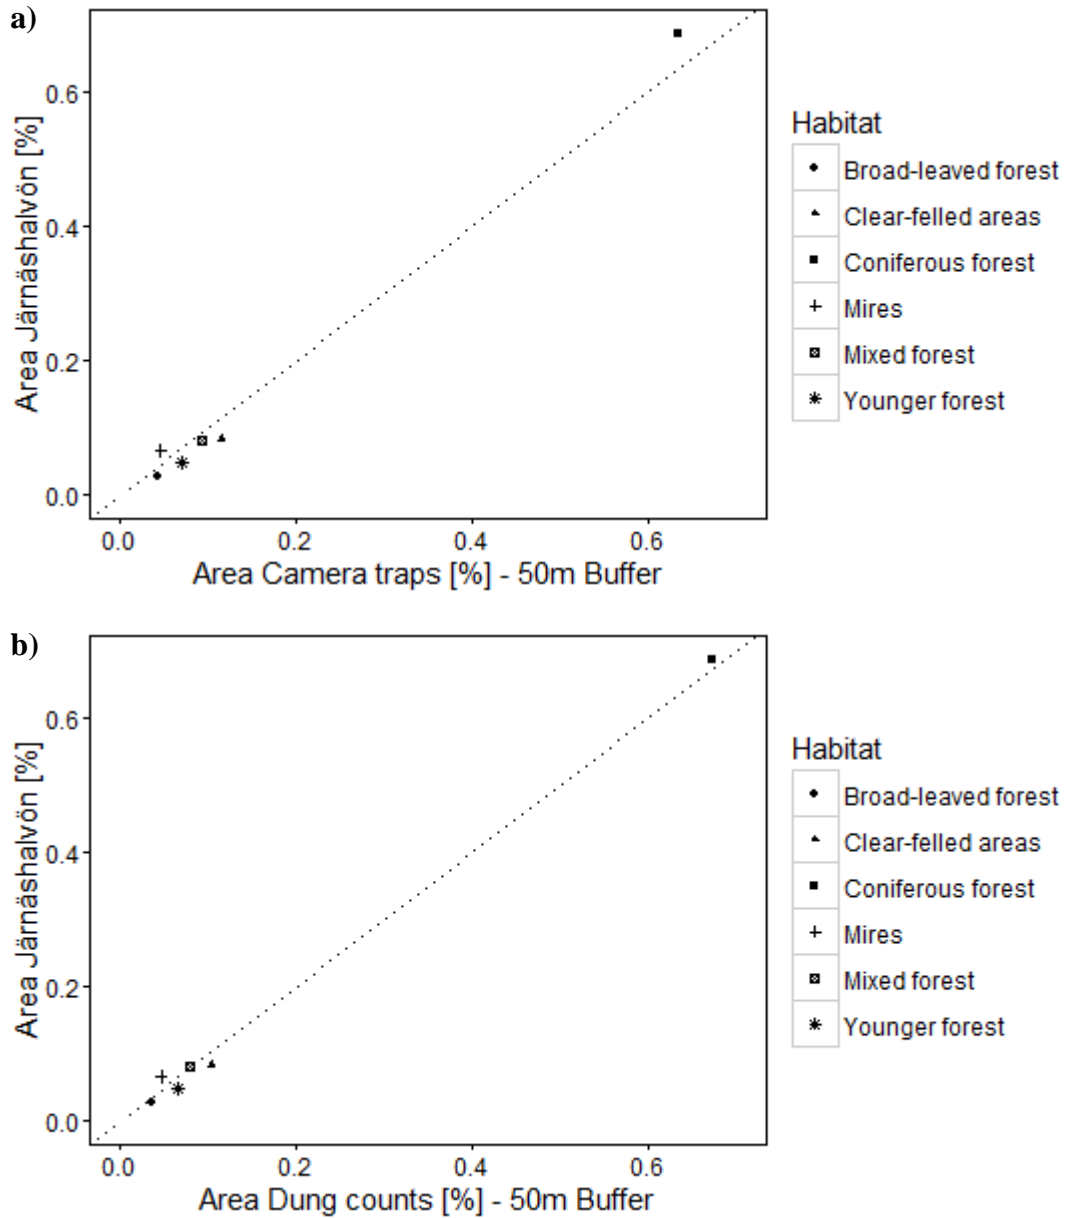 a)
Area Järnäshalvön [%]
0.6
0.4
0.2
0.0
0.0 0.2 0.4 0.6
Area Camera traps [%] - 50m Buffer
Habitat
Broad-leaved forest
Clear-felled areas
Coniferous forest
Mires
Mixed forest
Younger forest
b)
Area Järnäshalvön [%]
0.6
0.4
0.2
0.0
0.0 0.2 0.4 0.6
Area Dung counts [%] - 50m Buffer
Habitat
Broad-leaved forest
Clear-felled areas
Coniferous forest
Mires
Mixed forest
Younger forest